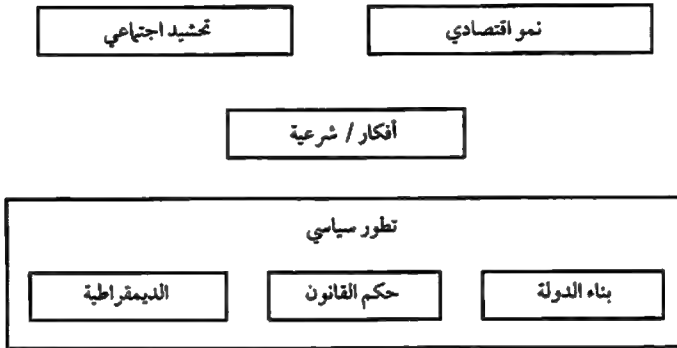 نمو اقتصادي
تحشيد اجتماعي
أفكار / شرعية
تطور سياسي
بناء الدولة
حكم القانون
الديمقراطية